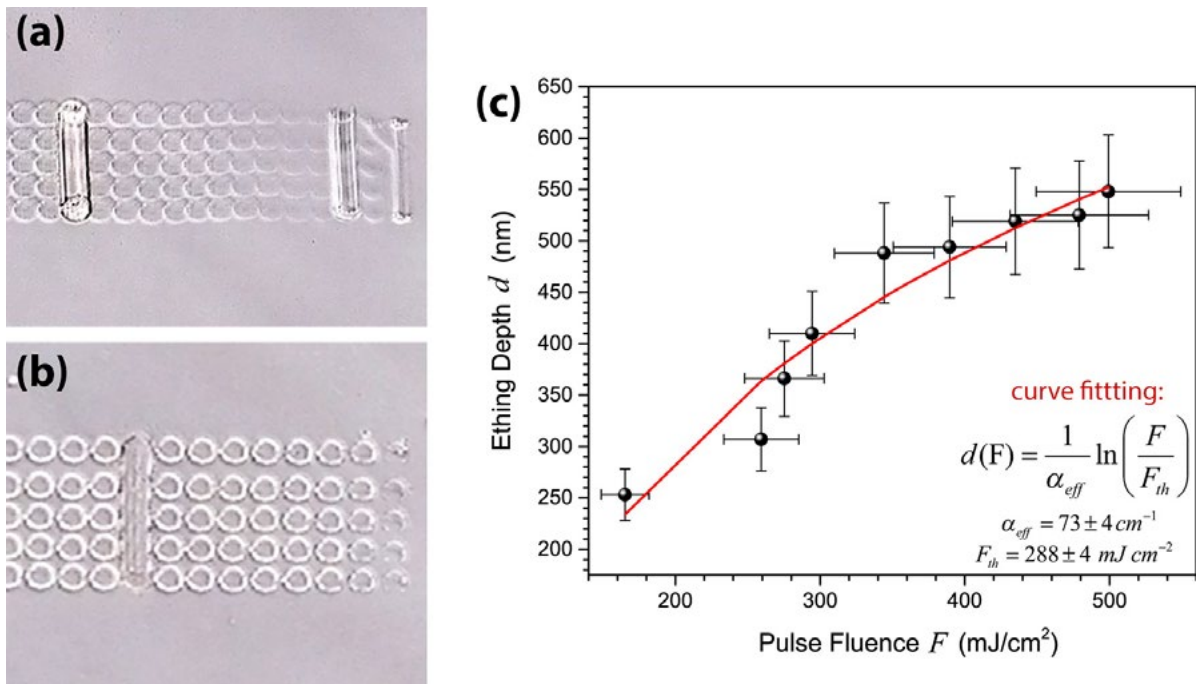 (a)
(b)
(c)
650
600
550
500
450
400
350
300
250
200
Ething Depth d (nm)
200 300 400 500
Pulse Fluence F (mJ/cm²)
curve fittting:
d(F) = 1/α_eff ln(F/F_th)
α_eff = 73 ± 4 cm⁻¹
F_th = 288 ± 4 mJ cm⁻²